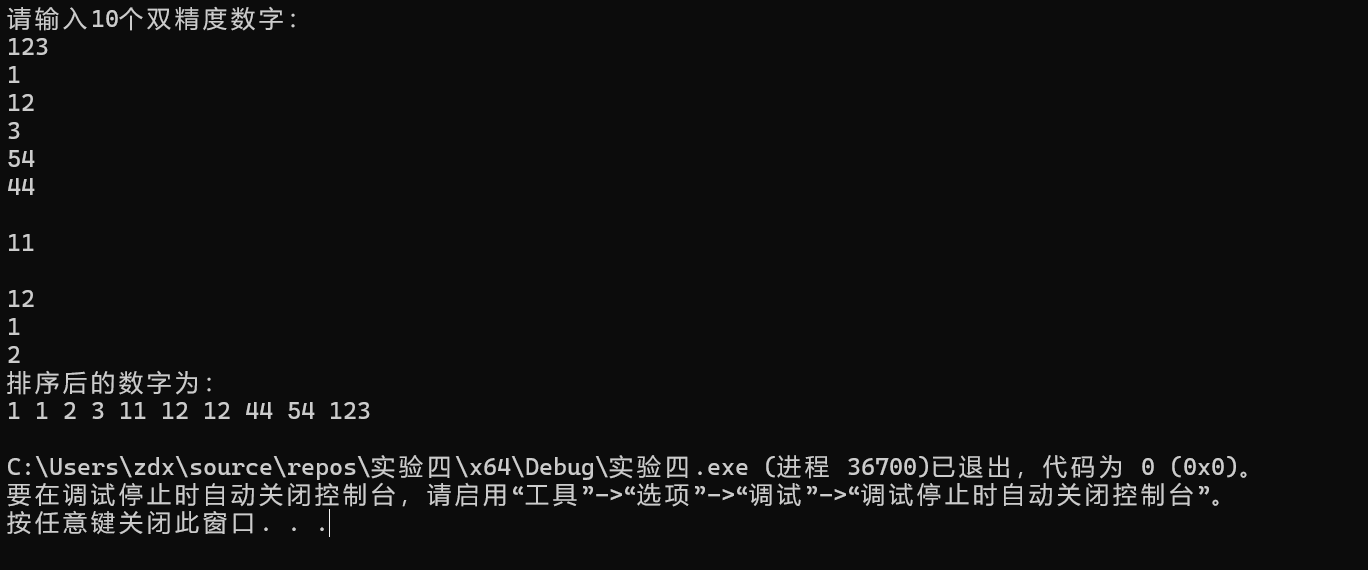 请输入10个双精度数字:
123
1
12
3
54
44
11
12
1
2
排序后的数字为:
1 1 2 3 11 12 12 44 54 123
C:\Users\zdx\source\repos\实验四\x64\Debug\实验四.exe (进程 36700)已退出，代码为 0 (0x0)。
要在调试停止时自动关闭控制台，请启用“工具”->“选项”->“调试”->“调试停止时自动关闭控制台”。
按任意键关闭此窗口. . .